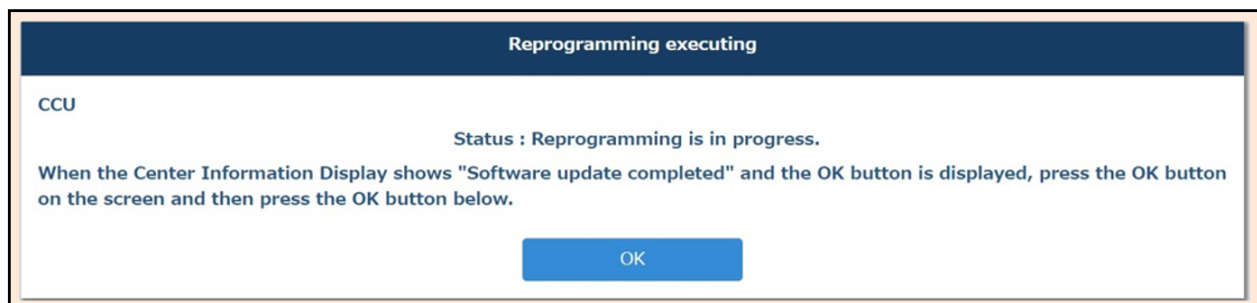 Reprogramming executing
CCU
Status : Reprogramming is in progress.
When the Center Information Display shows "Software update completed" and the OK button is displayed, press the OK button
on the screen and then press the OK button below.
OK